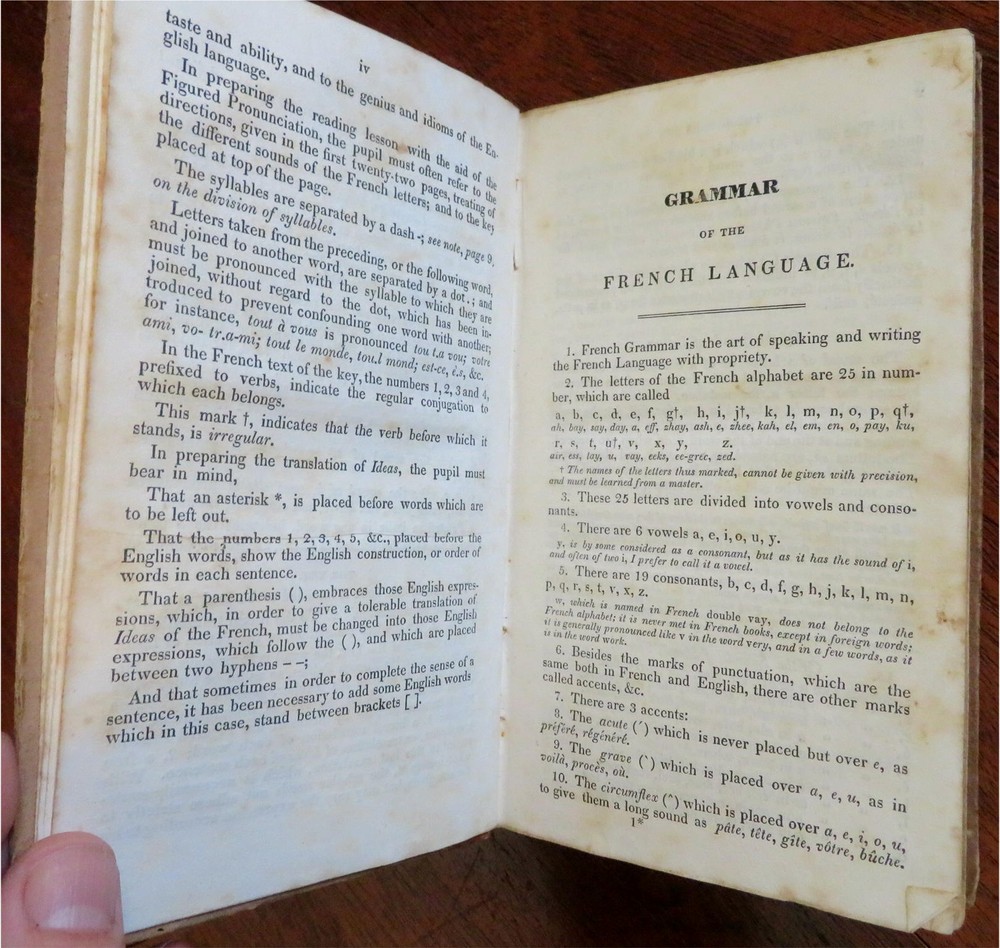 iv
taste and ability, and to the genius and idioms of the En-
glish language.
In preparing the reading lesson with the aid of the
Figured Pronunciation, the pupil must often refer to the
directions, given in the first twenty-two pages, treating of
the different sounds of the French letters; and to the key
placed at top of the page.
The syllables are separated by a dash -; see note, page 9.
on the division of syllables.
Letters taken from the preceding, or the following word,
and joined to another word, are separated by a dot .; and
must be pronounced with the syllable to which they are
joined, without regard to the dot, which has been in-
troduced to prevent confounding one word with another;
for instance, tout à vous is pronounced tou t.a vou; votre
ami, vo- tr.a-mi; tout le monde, tou.l mond; est-ce, è.s, &c.
In the French text of the key, the numbers 1, 2, 3 and 4,
prefixed to verbs, indicate the regular conjugation to
which each belongs.
This mark †, indicates that the verb before which it
stands, is irregular.
In preparing the translation of Ideas, the pupil must
bear in mind,
That an asterisk *, is placed before words which are
to be left out.
That the numbers 1, 2, 3, 4, 5, &c., placed before the
English words, show the English construction, or order of
words in each sentence.
That a parenthesis ( ), embraces those English expres-
sions, which, in order to give a tolerable translation of
Ideas of the French, must be changed into those English
expressions, which follow the ( ), and which are placed
between two hyphens – –;
And that sometimes in order to complete the sense of a
sentence, it has been necessary to add some English words
which in this case, stand between brackets [ ].
GRAMMAR
OF THE
FRENCH LANGUAGE.
1. French Grammar is the art of speaking and writing
the French Language with propriety.
2. The letters of the French alphabet are 25 in num-
ber, which are called
a, b, c, d, e, f, g†, h, i, j†, k, l, m, n, o, p, q†,
ah, bay, say, day, a, eff, zhay, ash, e, zhee, kah, el, em, en, o, pay, ku,
r, s, t, u†, v, x, y, z.
air, ess, tay, u, vay, eeks, ee-grec, zed.
† The names of the letters thus marked, cannot be given with precision,
and must be learned from a master.
3. These 25 letters are divided into vowels and conso-
nants.
4. There are 6 vowels a, e, i, o, u, y.
y, is by some considered as a consonant, but as it has the sound of i,
and often of two i, I prefer to call it a vowel.
5. There are 19 consonants, b, c, d, f, g, h, j, k, l, m, n,
p, q, r, s, t, v, x, z.
w, which is named in French double vay, does not belong to the
French alphabet; it is never met in French books, except in foreign words;
it is generally pronounced like v in the word very, and in a few words, as it
is in the word work.
6. Besides the marks of punctuation, which are the
same both in French and English, there are other marks
called accents, &c.
7. There are 3 accents:
8. The acute (´) which is never placed but over e, as
préféré, régénéré.
9. The grave (`) which is placed over a, e, u, as in
voilà, procès, où.
10. The circumflex (^) which is placed over a, e, i, o, u,
to give them a long sound as pâte, tête, gîte, vôtre, bûche.
1*